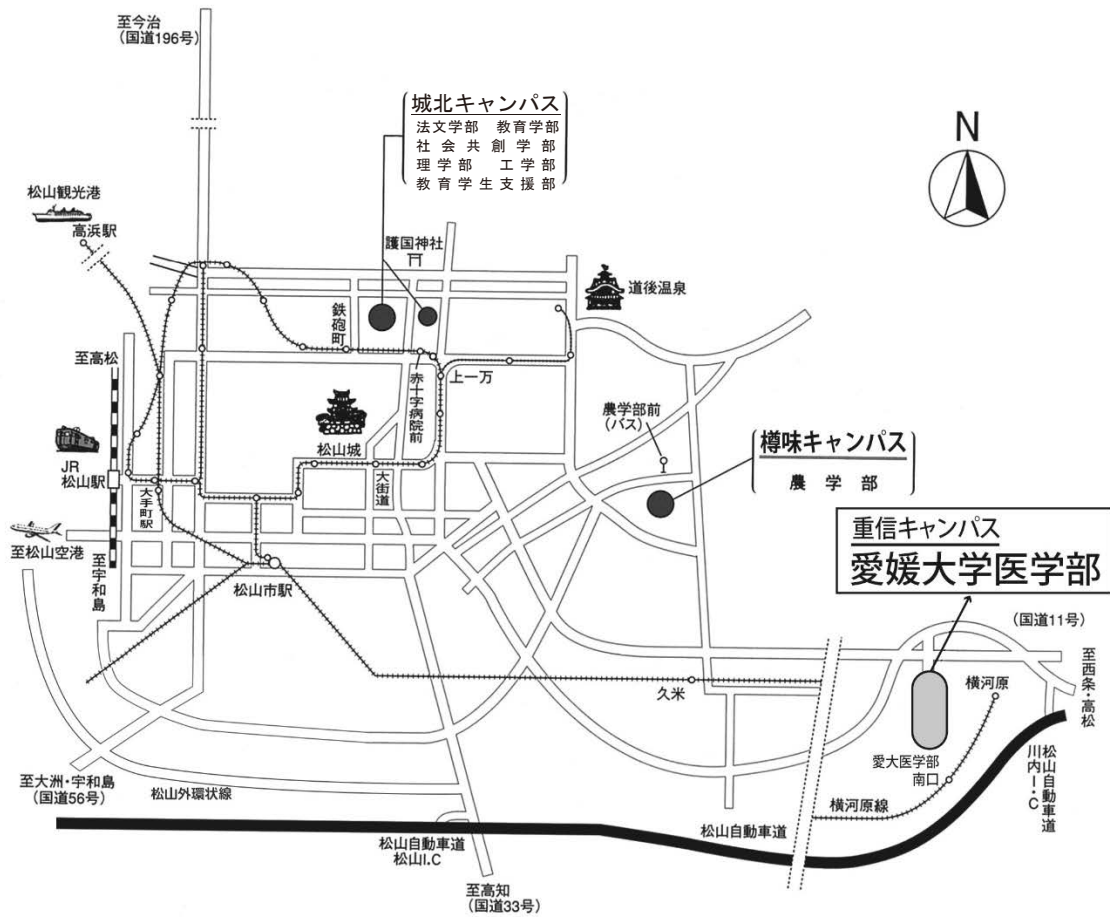 至今治
(国道196号)
城北キャンパス
法文学部 教育学部
社会共創学部
理学部 工学部
教育学生支援部
N
松山観光港
高浜駅
護国神社
道後温泉
鉄砲町
至高松
上一万
赤十字病院前
農学部前
(バス)
樽味キャンパス
農学部
松山城
大街道
JR
松山駅
大手町駅
重信キャンパス
愛媛大学医学部
至松山空港
至宇和島
松山市駅
(国道11号)
至西条・高松
久米
横河原
愛大医学部
南口
松山自動車道
川内I・C
至大洲・宇和島
(国道56号)
松山外環状線
横河原線
松山自動車道
松山自動車道
松山I.C
至高知
(国道33号)